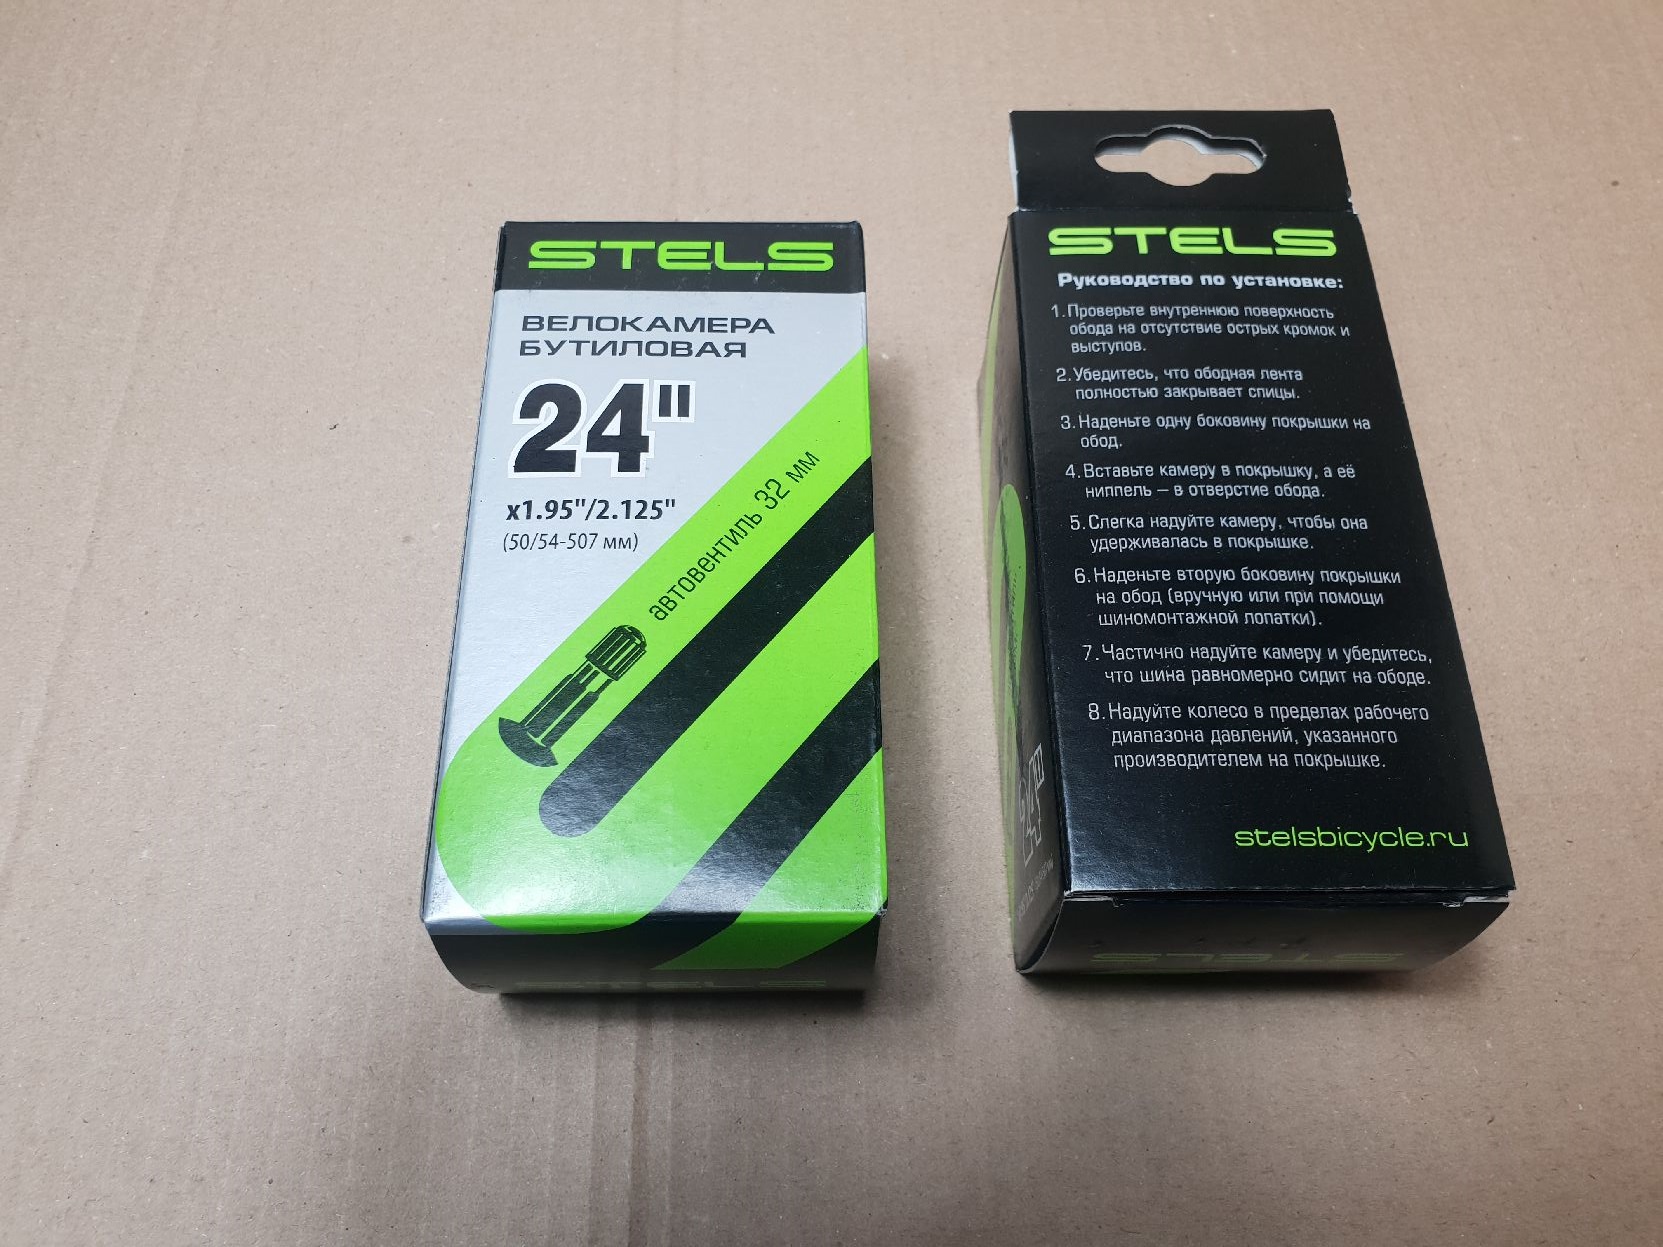 STELS
ВЕЛОКАМЕРА
БУТИЛОВАЯ
24"
x1.95"/2.125"
(50/54-507 мм)
автовентиль 32 мм
STELS
STELS
Руководство по установке:
1. Проверьте внутреннюю поверхность
обода на отсутствие острых кромок и
выступов.
2. Убедитесь, что ободная лента
полностью закрывает спицы.
3. Наденьте одну боковину покрышки на
обод.
4. Вставьте камеру в покрышку, а её
ниппель – в отверстие обода.
5. Слегка надуйте камеру, чтобы она
удерживалась в покрышке.
6. Наденьте вторую боковину покрышки
на обод (вручную или при помощи
шиномонтажной лопатки).
7. Частично надуйте камеру и убедитесь,
что шина равномерно сидит на ободе.
8. Надуйте колесо в пределах рабочего
диапазона давлений, указанного
производителем на покрышке.
stelsbicycle.ru
STELS